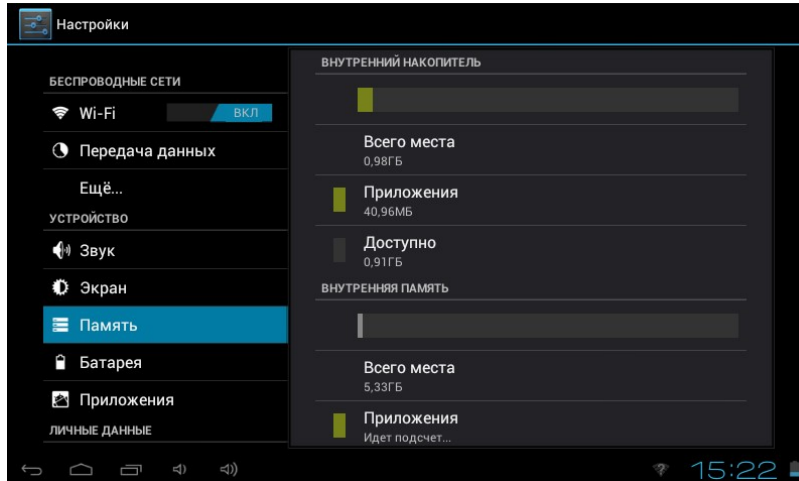 Настройки
БЕСПРОВОДНЫЕ СЕТИ
Wi-Fi
ВКЛ
Передача данных
Ещё...
УСТРОЙСТВО
Звук
Экран
Память
Батарея
Приложения
ЛИЧНЫЕ ДАННЫЕ
ВНУТРЕННИЙ НАКОПИТЕЛЬ
Всего места
0,98ГБ
Приложения
40,96МБ
Доступно
0,91ГБ
ВНУТРЕННЯЯ ПАМЯТЬ
Всего места
5,33ГБ
Приложения
Идет подсчет...
15:22